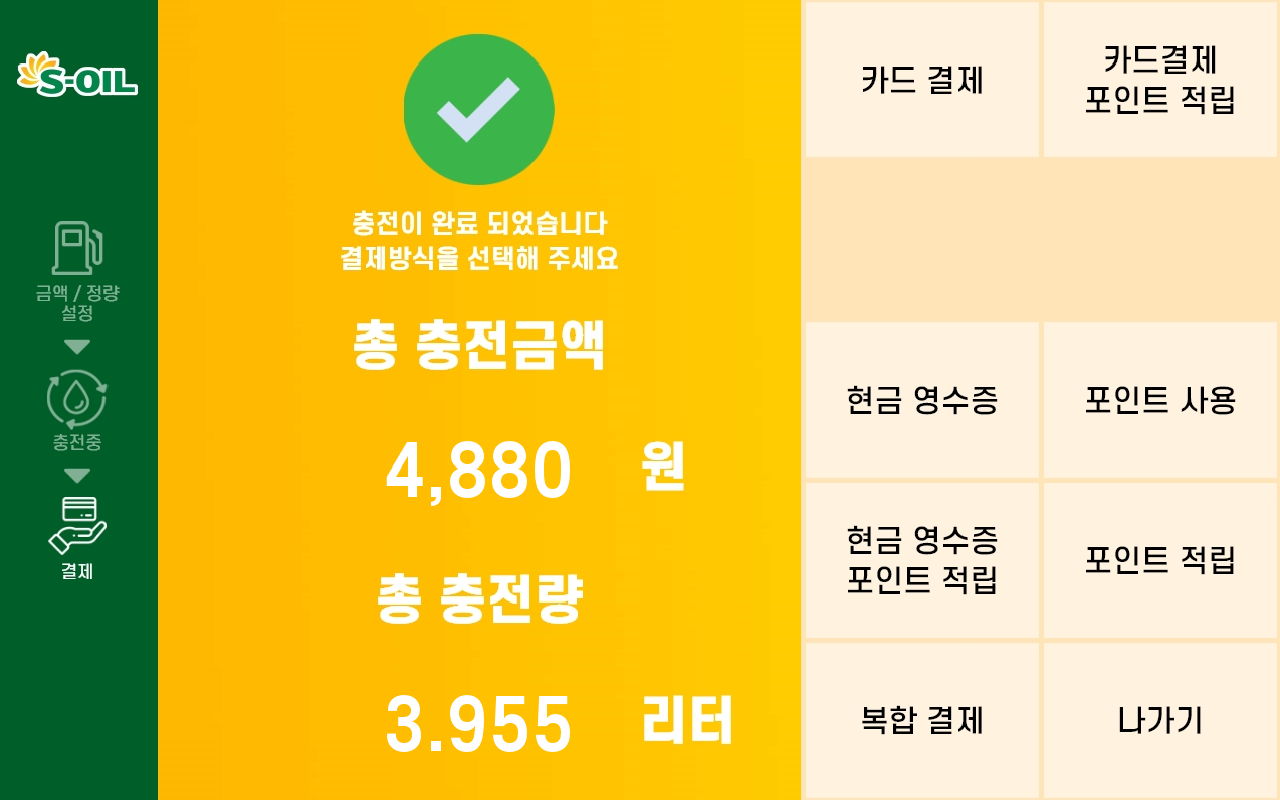 S-OIL
금액 / 정량
설정
충전중
결제
충전이 완료 되었습니다
결제방식을 선택해 주세요
총 충전금액
4,880 원
총 충전량
3.955 리터
카드 결제
카드결제
포인트 적립
현금 영수증
포인트 사용
현금 영수증
포인트 적립
포인트 적립
복합 결제
나가기